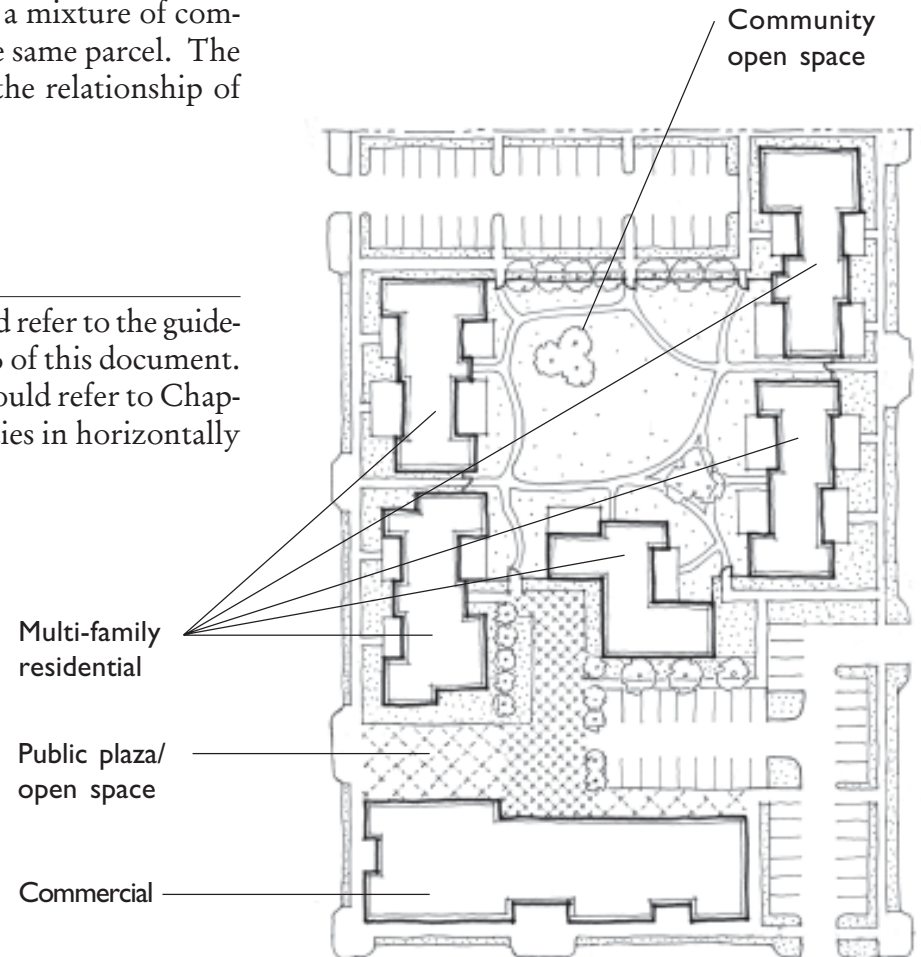 a mixture of com-
same parcel. The
the relationship of
Community
open space
refer to the guide-
of this document.
ould refer to Chap-
ties in horizontally
Multi-family
residential
Public plaza/
open space
Commercial